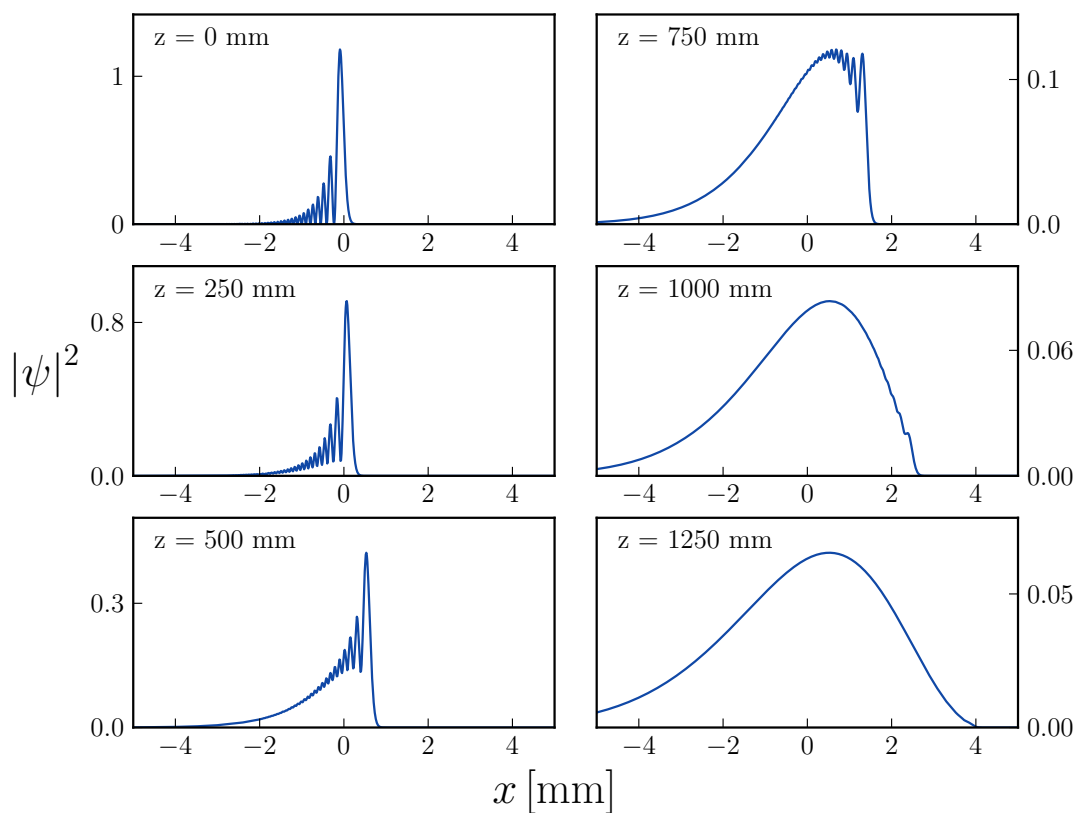 z = 0 mm
1
0
−4 −2 0 2 4
z = 750 mm
0.1
0.0
−4 −2 0 2 4
z = 250 mm
0.8
0.0
−4 −2 0 2 4
z = 1000 mm
0.06
0.00
−4 −2 0 2 4
z = 500 mm
0.3
0.0
−4 −2 0 2 4
z = 1250 mm
0.05
0.00
−4 −2 0 2 4
|ψ|²
x [mm]